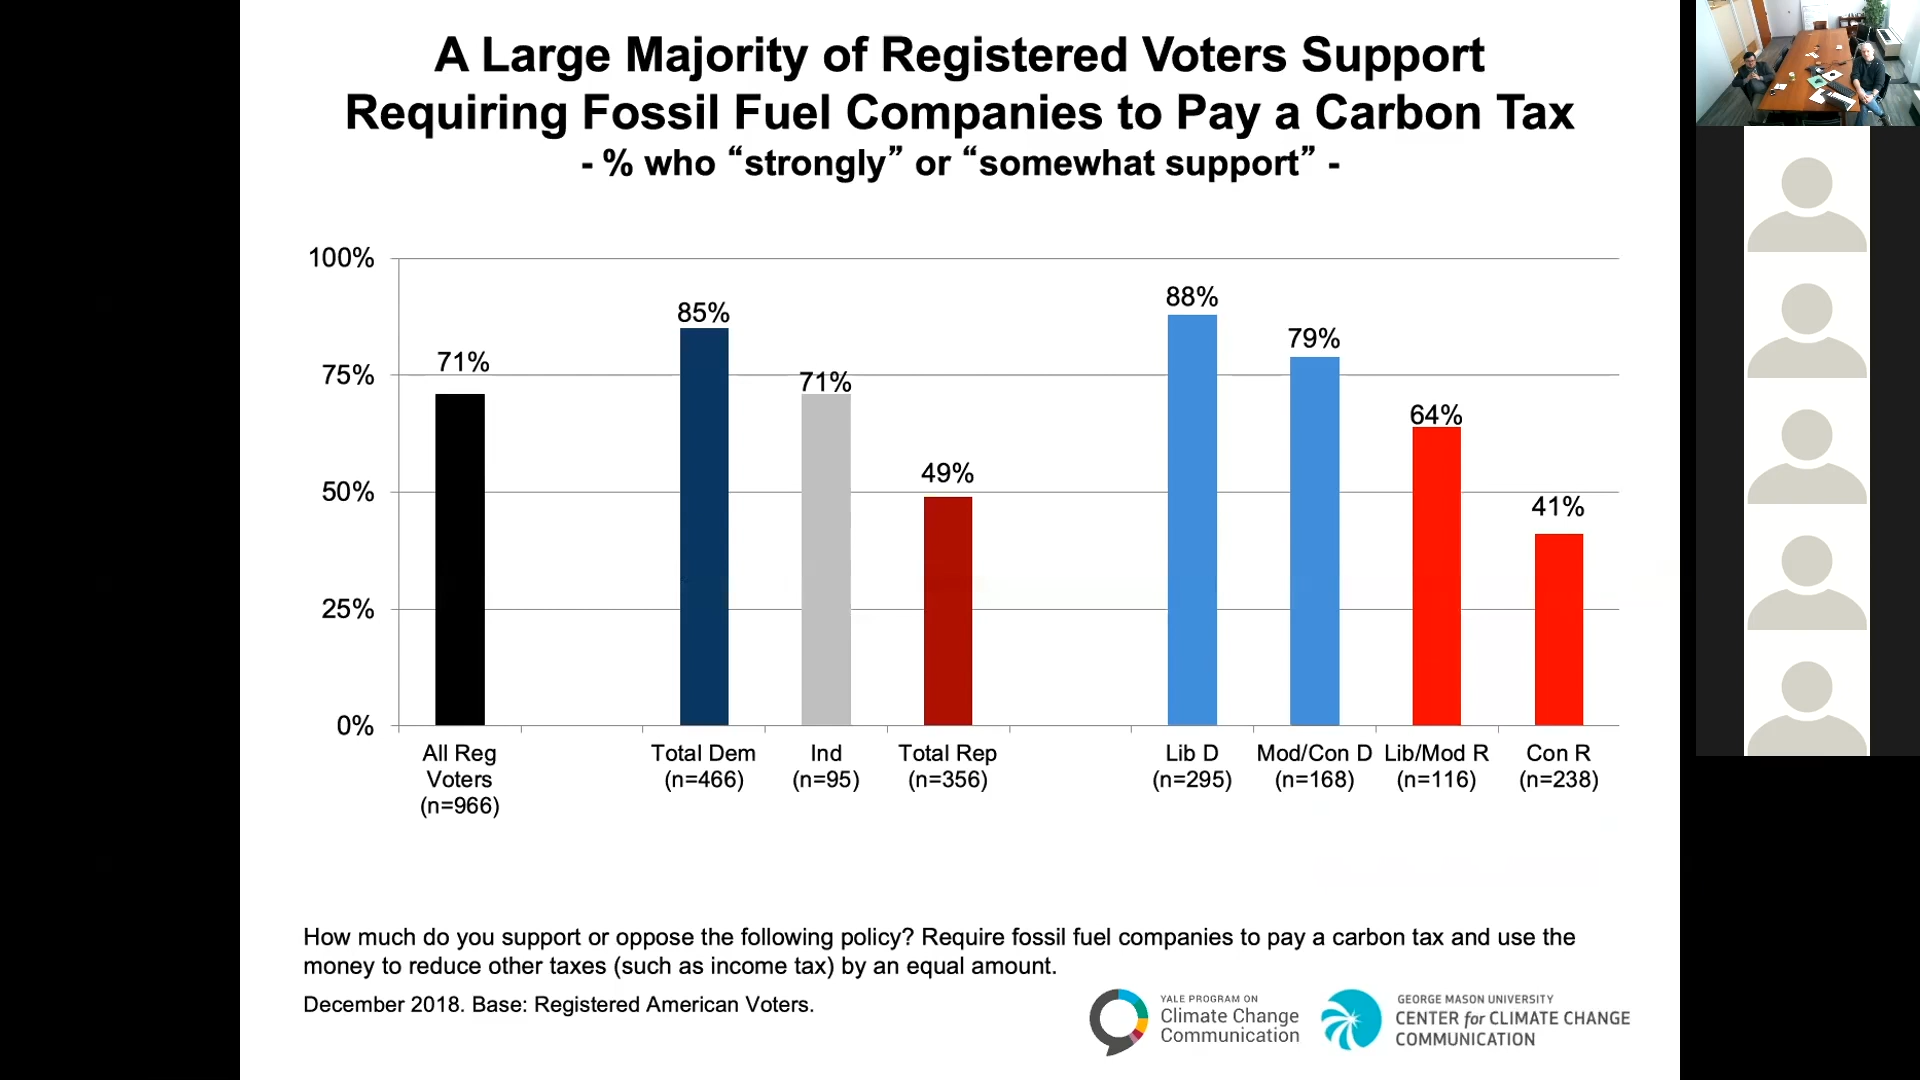 A Large Majority of Registered Voters Support
Requiring Fossil Fuel Companies to Pay a Carbon Tax
- % who “strongly” or “somewhat support” -
100%
75%
50%
25%
0%
71%
85%
71%
49%
88%
79%
64%
41%
All Reg
Voters
(n=966)
Total Dem
(n=466)
Ind
(n=95)
Total Rep
(n=356)
Lib D
(n=295)
Mod/Con D
(n=168)
Lib/Mod R
(n=116)
Con R
(n=238)
How much do you support or oppose the following policy? Require fossil fuel companies to pay a carbon tax and use the
money to reduce other taxes (such as income tax) by an equal amount.
December 2018. Base: Registered American Voters.
YALE PROGRAM ON
Climate Change
Communication
GEORGE MASON UNIVERSITY
CENTER for CLIMATE CHANGE
COMMUNICATION